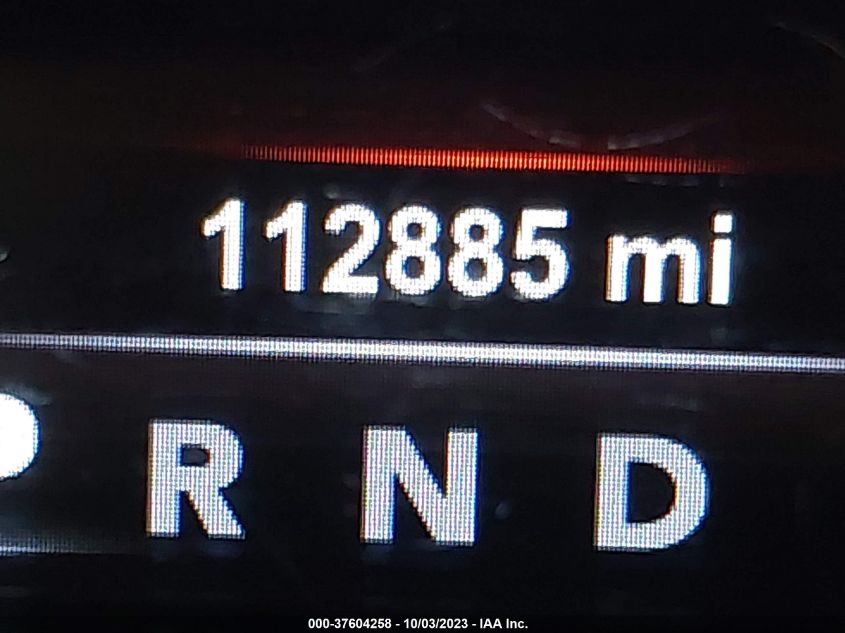 112885 mi
P R N D
000-37604258 - 10/03/2023 - IAA Inc.